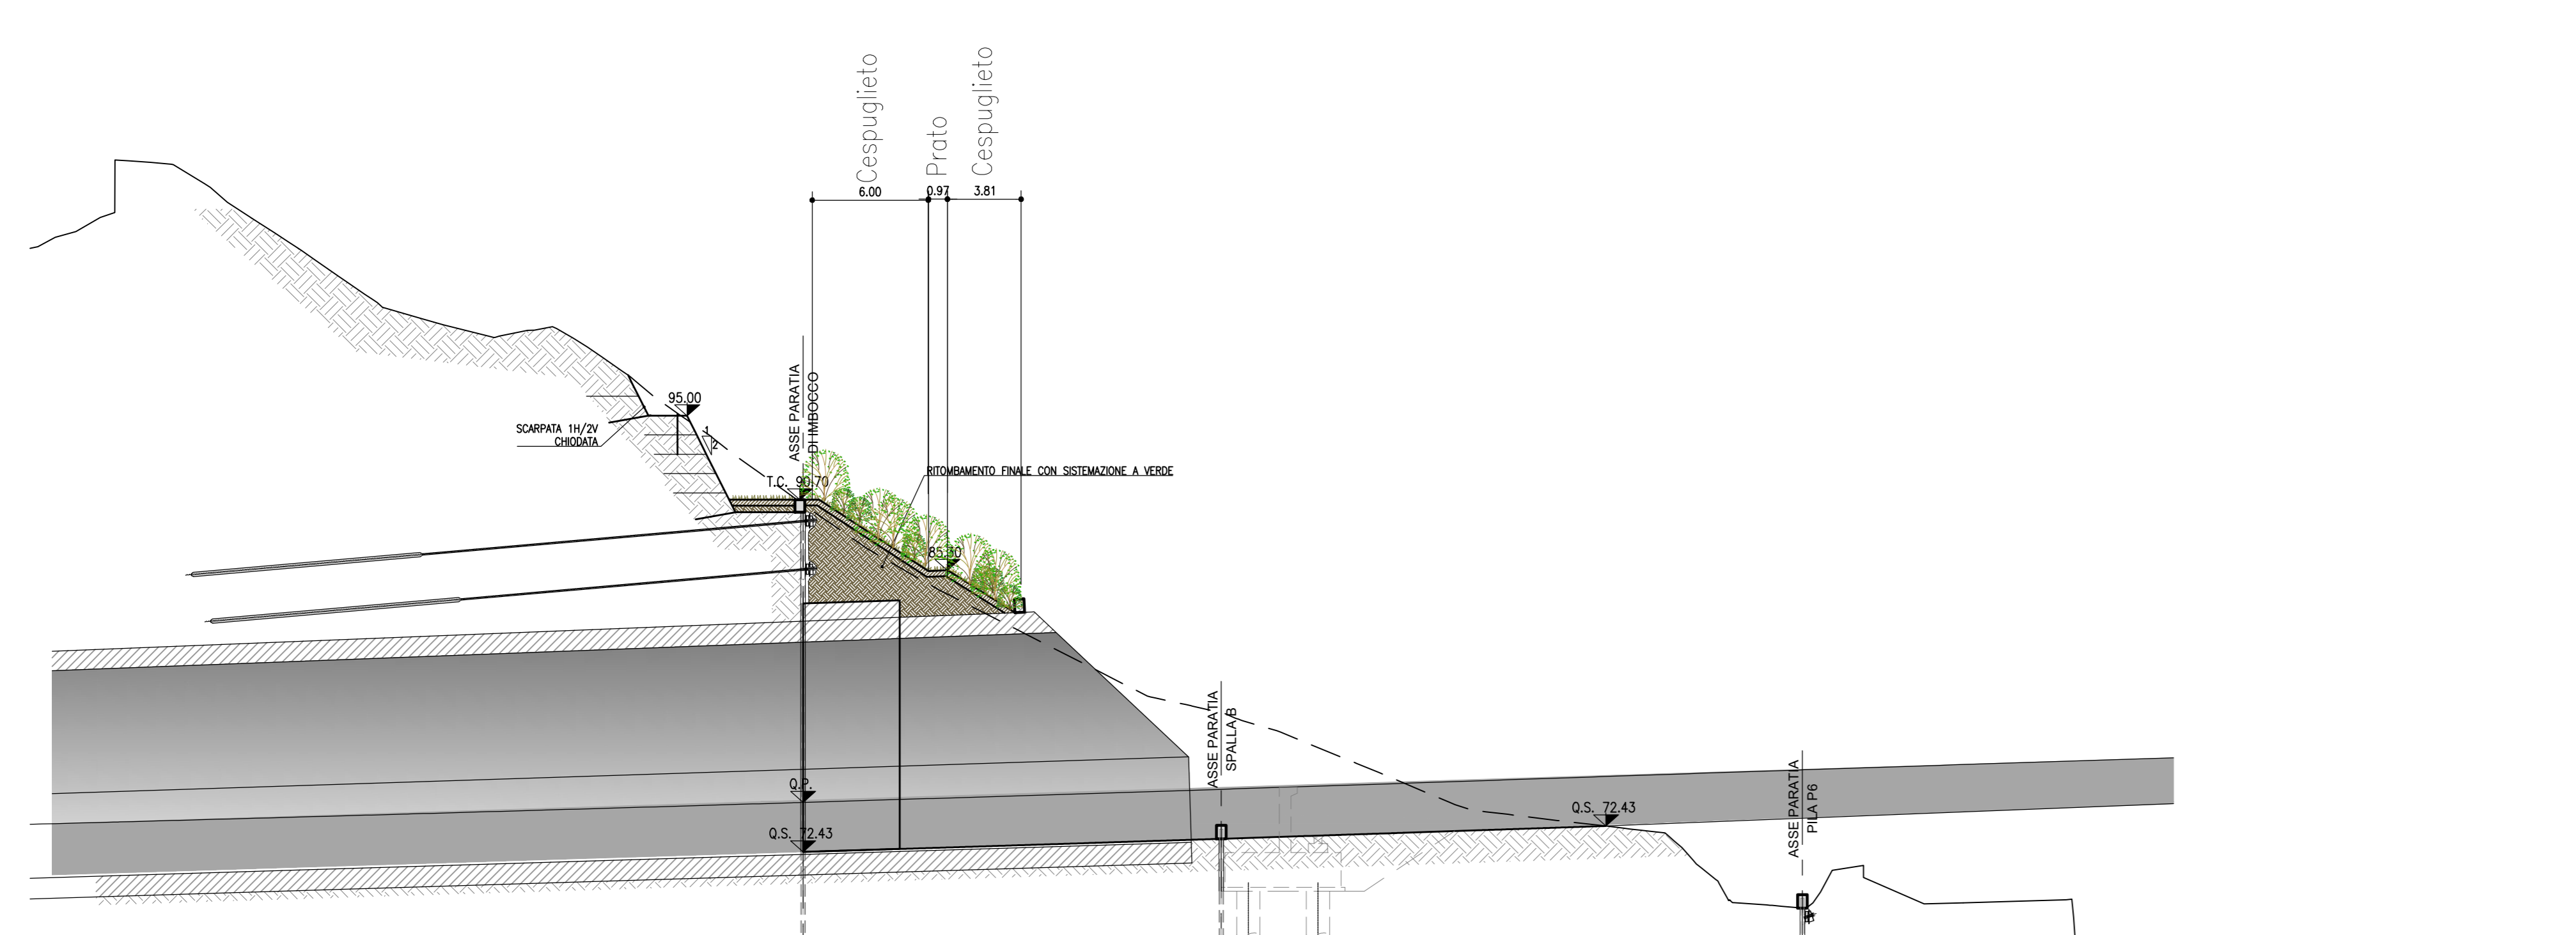 Cespuglieto
Prato
Cespuglieto
6.00
0.97
3.81
ASSE PARATIA
DI IMBOCCO
95.00
SCARPATA 1H/2V
CHIODATA
1
2
RITOMBAMENTO FINALE CON SISTEMAZIONE A VERDE
T.C. 90.70
ASSE PARATIA
SPALLA B
ASSE PARATIA
PILA P6
Q.P.
Q.S. 72.43
Q.S. 72.43